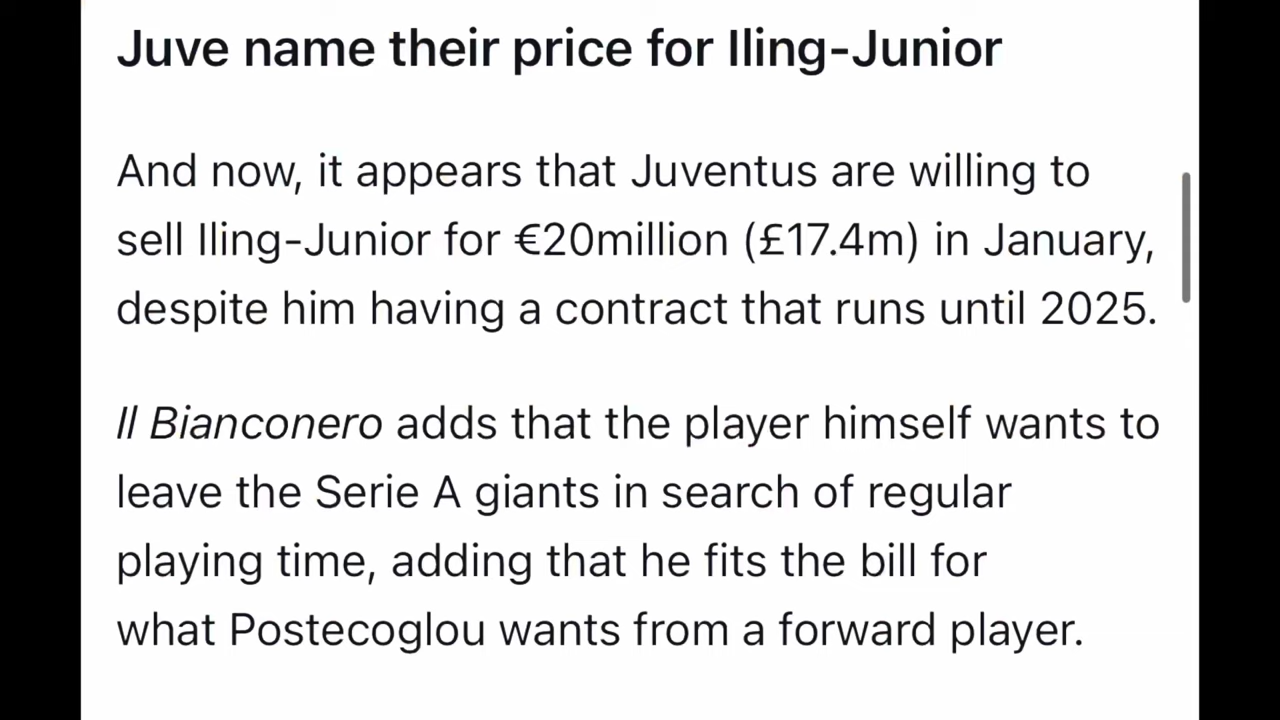 Juve name their price for Iling-Junior
And now, it appears that Juventus are willing to
sell Iling-Junior for €20million (£17.4m) in January,
despite him having a contract that runs until 2025.
Il Bianconero adds that the player himself wants to
leave the Serie A giants in search of regular
playing time, adding that he fits the bill for
what Postecoglou wants from a forward player.